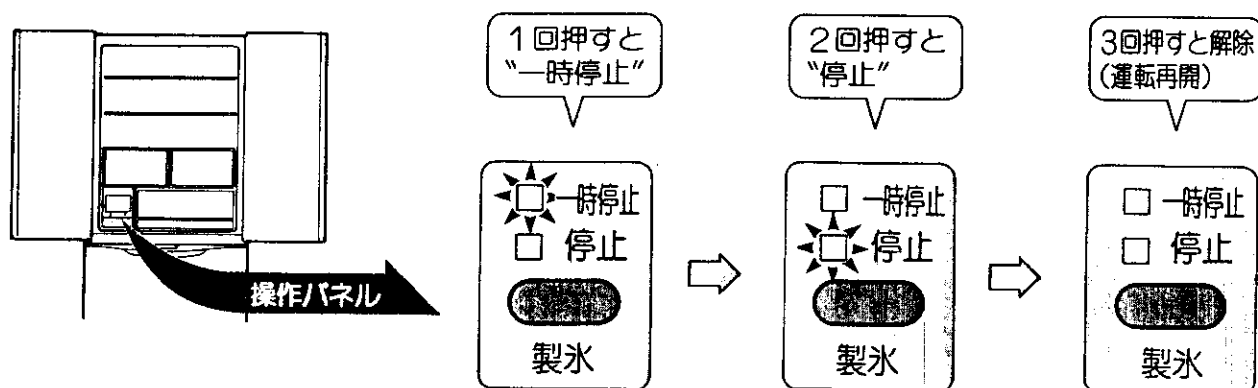 1回押すと
“一時停止”
2回押すと
“停止”
3回押すと解除
(運転再開)
一時停止
停止
製氷
一時停止
停止
製氷
一時停止
停止
製氷
操作パネル